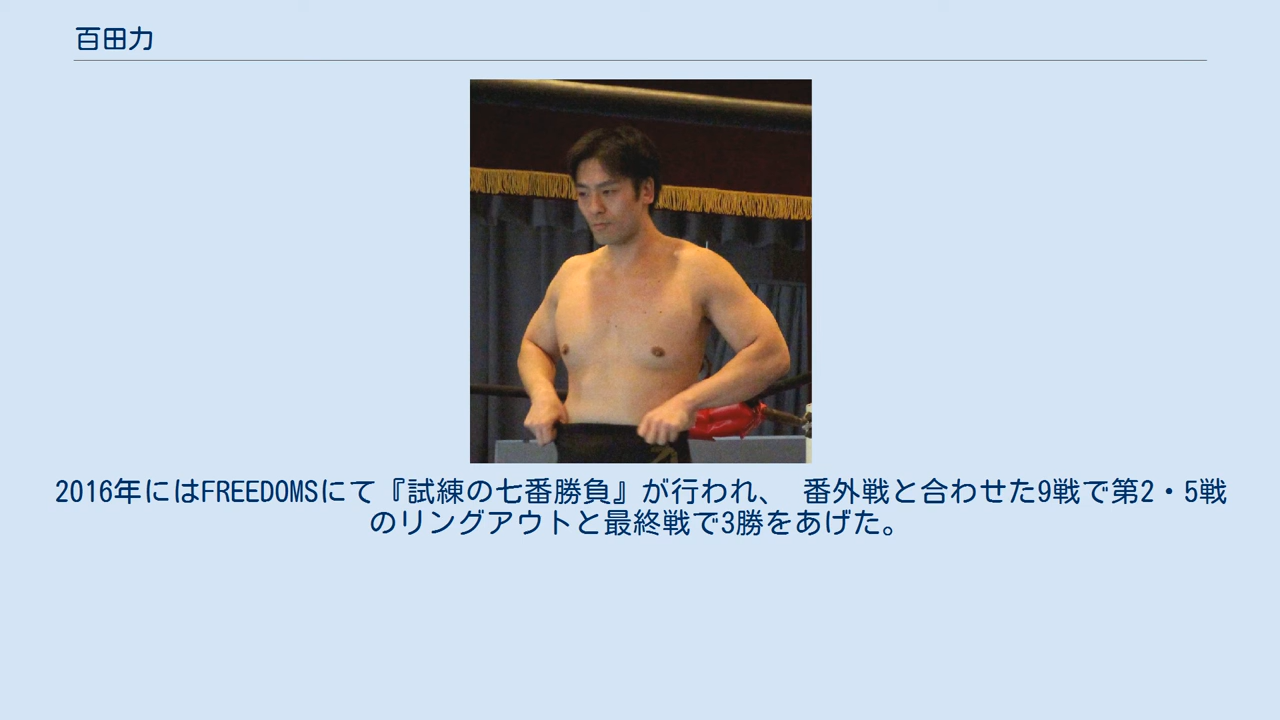 百田力
2016年にはFREEDOMSにて『試練の七番勝負』が行われ、 番外戦と合わせた9戦で第2・5戦
のリングアウトと最終戦で3勝をあげた。